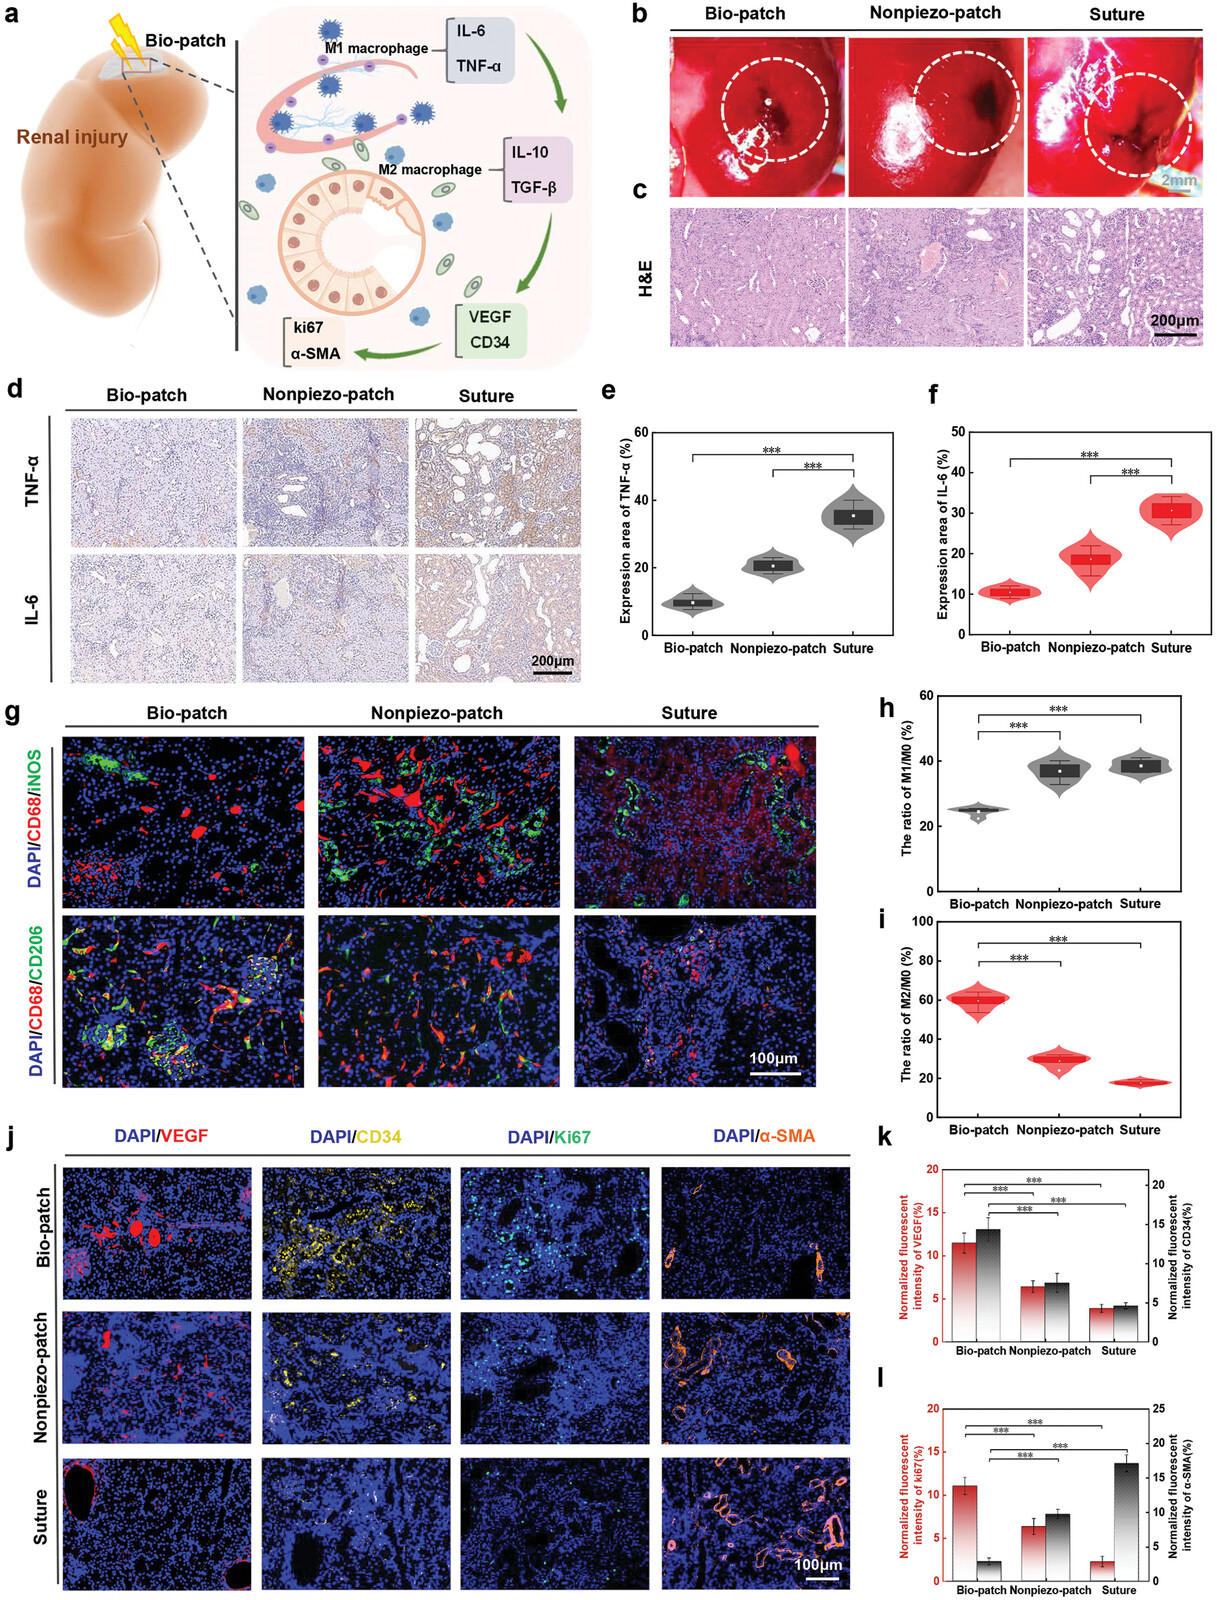 a
Bio-patch
Renal injury
M1 macrophage
IL-6
TNF-α
M2 macrophage
IL-10
TGF-β
VEGF
CD34
ki67
α-SMA
b
Bio-patch
Nonpiezo-patch
Suture
2mm
c
H&E
200μm
d
Bio-patch
Nonpiezo-patch
Suture
TNF-α
IL-6
200μm
e
Expression area of TNF-α (%)
60
40
20
0
***
***
Bio-patch
Nonpiezo-patch
Suture
f
Expression area of IL-6 (%)
50
40
30
20
10
0
***
***
Bio-patch
Nonpiezo-patch
Suture
g
Bio-patch
Nonpiezo-patch
Suture
DAPI/CD68/iNOS
DAPI/CD68/CD206
100μm
h
The ratio of M1/M0 (%)
60
40
20
0
***
***
Bio-patch
Nonpiezo-patch
Suture
i
The ratio of M2/M0 (%)
100
80
60
40
20
0
***
***
Bio-patch
Nonpiezo-patch
Suture
j
DAPI/VEGF
DAPI/CD34
DAPI/Ki67
DAPI/α-SMA
Bio-patch
Nonpiezo-patch
Suture
100μm
k
Normalized fluorescent
intensity of VEGF(%)
20
15
10
5
0
***
***
***
***
20
15
10
5
0
Normalized fluorescent
intensity of CD34(%)
Bio-patch
Nonpiezo-patch
Suture
l
Normalized fluorescent
intensity of ki67(%)
20
15
10
5
0
***
***
***
***
25
20
15
10
5
0
Normalized fluorescent
intensity of α-SMA(%)
Bio-patch
Nonpiezo-patch
Suture